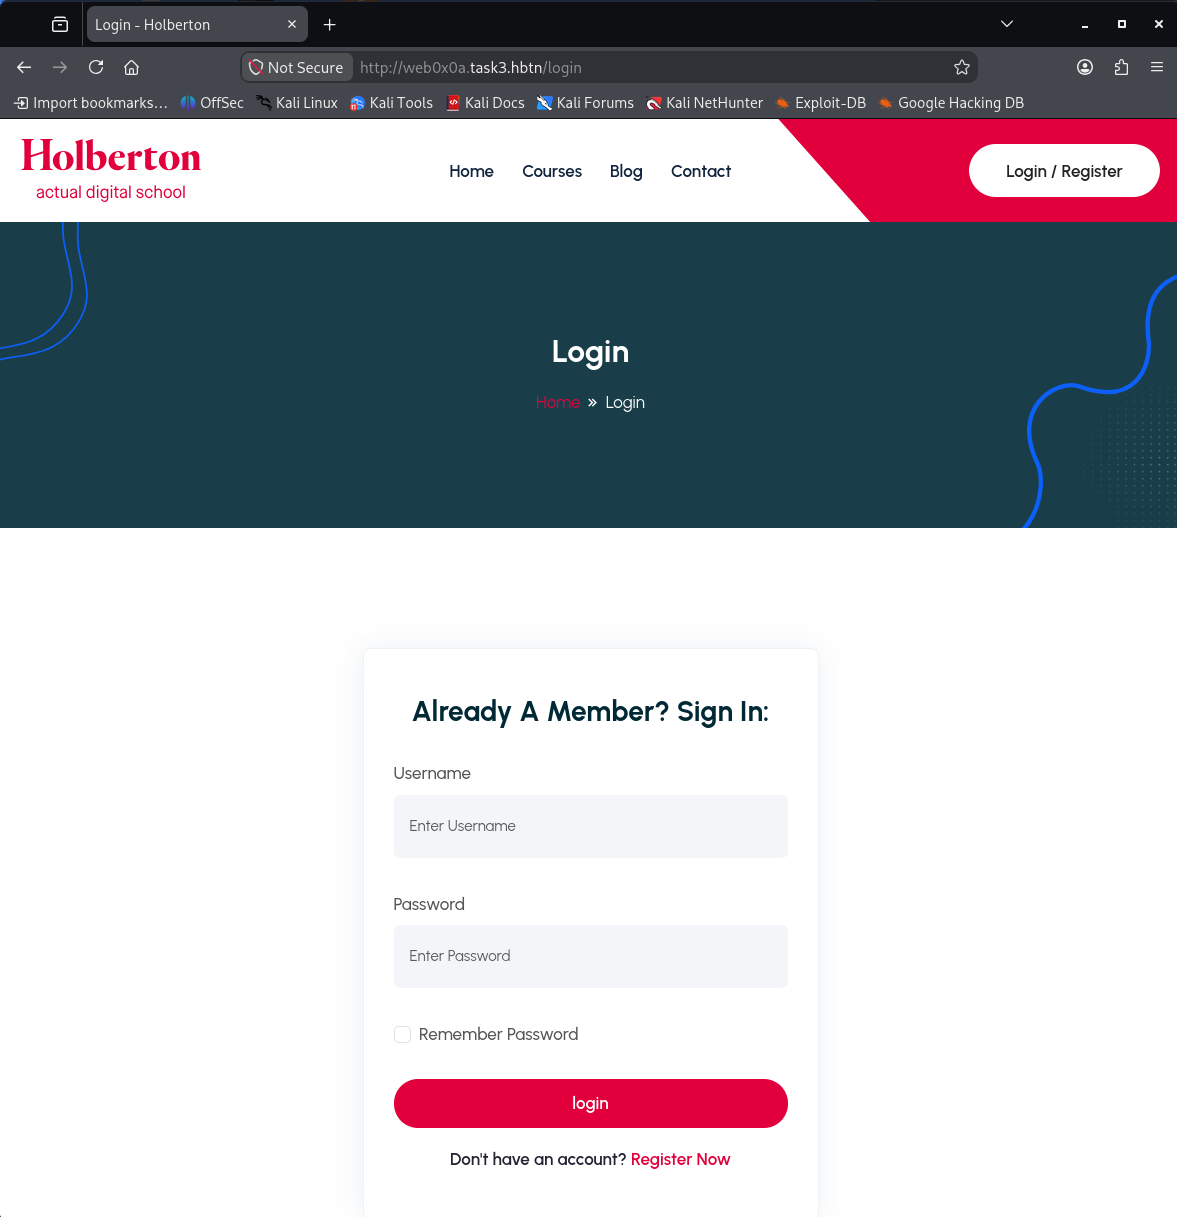 Login - Holberton
Not Secure http://web0x0a.task3.hbtn/login
Import bookmarks... OffSec Kali Linux Kali Tools Kali Docs Kali Forums Kali NetHunter Exploit-DB Google Hacking DB
Holberton
actual digital school
Home Courses Blog Contact Login / Register
Login
Home » Login
Already A Member? Sign In:
Username
Enter Username
Password
Enter Password
Remember Password
login
Don't have an account? Register Now